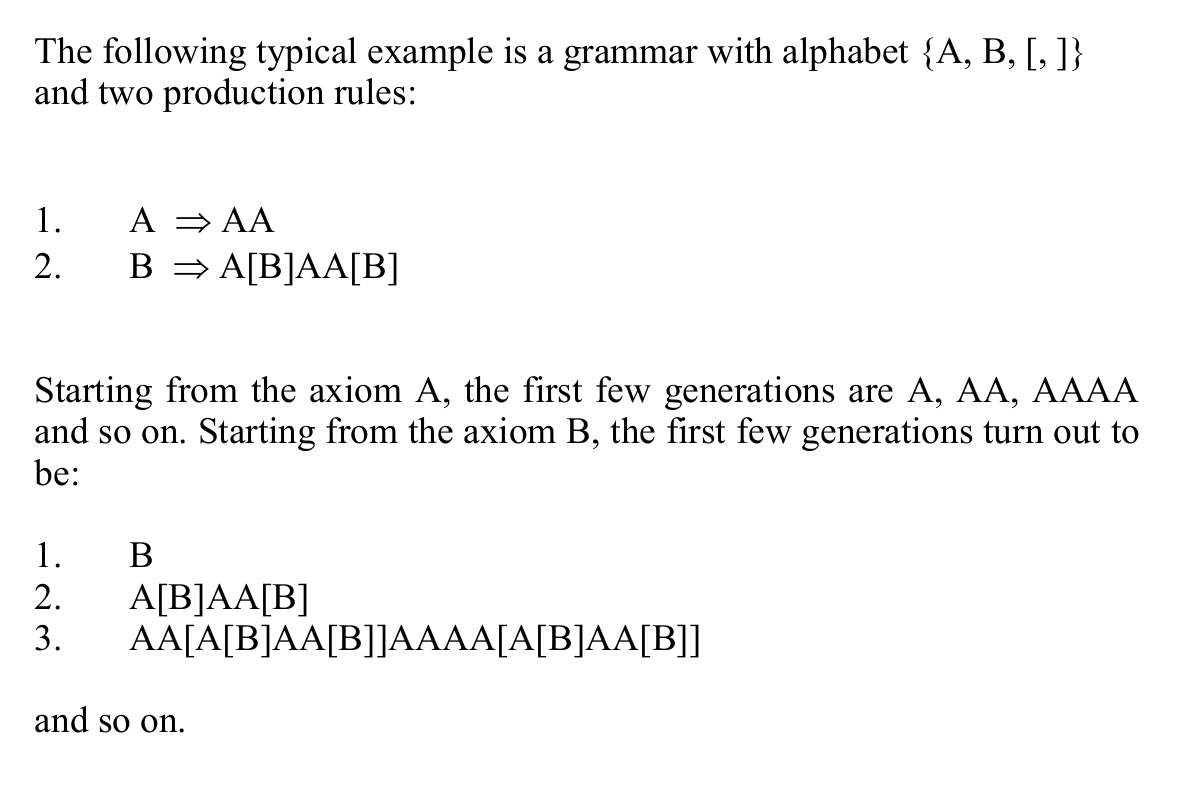 The following typical example is a grammar with alphabet {A, B, [, ]}
and two production rules:
1. A ⇒ AA
2. B ⇒ A[B]AA[B]
Starting from the axiom A, the first few generations are A, AA, AAAA
and so on. Starting from the axiom B, the first few generations turn out to
be:
1. B
2. A[B]AA[B]
3. AA[A[B]AA[B]]AAAA[A[B]AA[B]]
and so on.